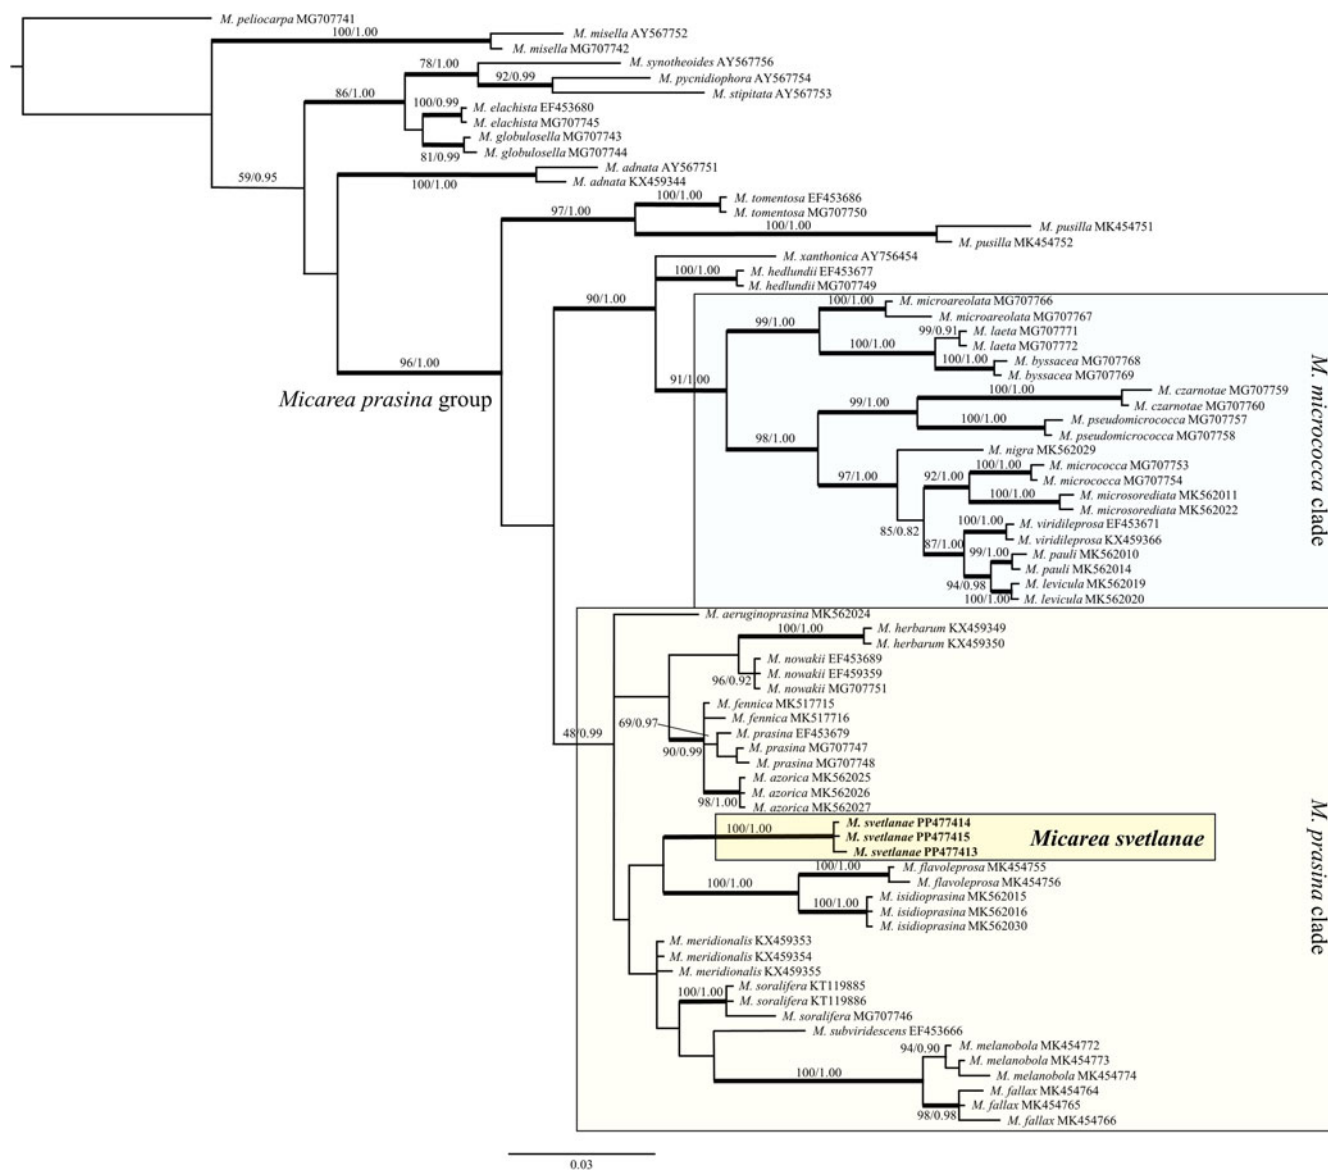 M. peliocarpa MG707741
100/1.00
M. misella AY567752
M. misella MG707742
78/1.00
M. synotheoides AY567756
92/0.99
M. pycnidiophora AY567754
86/1.00
M. stipitata AY567753
100/0.99
M. elachista EF453680
M. elachista MG707745
M. globulosella MG707743
81/0.99
M. globulosella MG707744
59/0.95
M. adnata AY567751
100/1.00
M. adnata KX459344
100/1.00
M. tomentosa EF453686
97/1.00
M. tomentosa MG707750
100/1.00
M. pusilla MK454751
M. pusilla MK454752
M. xanthonica AY756454
100/1.00
M. hedlundii EF453677
M. hedlundii MG707749
90/1.00
100/1.00
M. microareolata MG707766
99/1.00
M. microareolata MG707767
99/0.91
M. laeta MG707771
100/1.00
M. laeta MG707772
100/1.00
M. byssacea MG707768
M. byssacea MG707769
96/1.00
91/1.00
Micarea prasina group
100/1.00
M. czarnotae MG707759
99/1.00
M. czarnotae MG707760
100/1.00
M. pseudomicrococca MG707757
M. pseudomicrococca MG707758
98/1.00
M. nigra MK562029
97/1.00
100/1.00
M. micrococca MG707753
92/1.00
M. micrococca MG707754
100/1.00
M. microsorediata MK562011
M. microsorediata MK562022
85/0.82
100/1.00
M. viridileprosa EF453671
M. viridileprosa KX459366
87/1.00
99/1.00
M. pauli MK562010
M. pauli MK562014
94/0.98
M. levicula MK562019
100/1.00
M. levicula MK562020
M. micrococca clade
M. aeruginoprasina MK562024
100/1.00
M. herbarum KX459349
M. herbarum KX459350
M. nowakii EF453689
M. nowakii EF459359
96/0.92
M. nowakii MG707751
M. fennica MK517715
M. fennica MK517716
69/0.97
48/0.99
M. prasina EF453679
90/0.99
M. prasina MG707747
M. prasina MG707748
M. azorica MK562025
M. azorica MK562026
98/1.00
M. azorica MK562027
M. svetlanae PP477414
100/1.00
M. svetlanae PP477415
M. svetlanae PP477413
Micarea svetlanae
100/1.00
M. flavoleprosa MK454755
M. flavoleprosa MK454756
100/1.00
M. isidioprasina MK562015
100/1.00
M. isidioprasina MK562016
M. isidioprasina MK562030
M. meridionalis KX459353
M. meridionalis KX459354
M. meridionalis KX459355
M. soralifera KT119885
100/1.00
M. soralifera KT119886
M. soralifera MG707746
M. subviridescens EF453666
94/0.90
M. melanobola MK454772
M. melanobola MK454773
M. melanobola MK454774
100/1.00
M. fallax MK454764
M. fallax MK454765
98/0.98
M. fallax MK454766
M. prasina clade
0.03